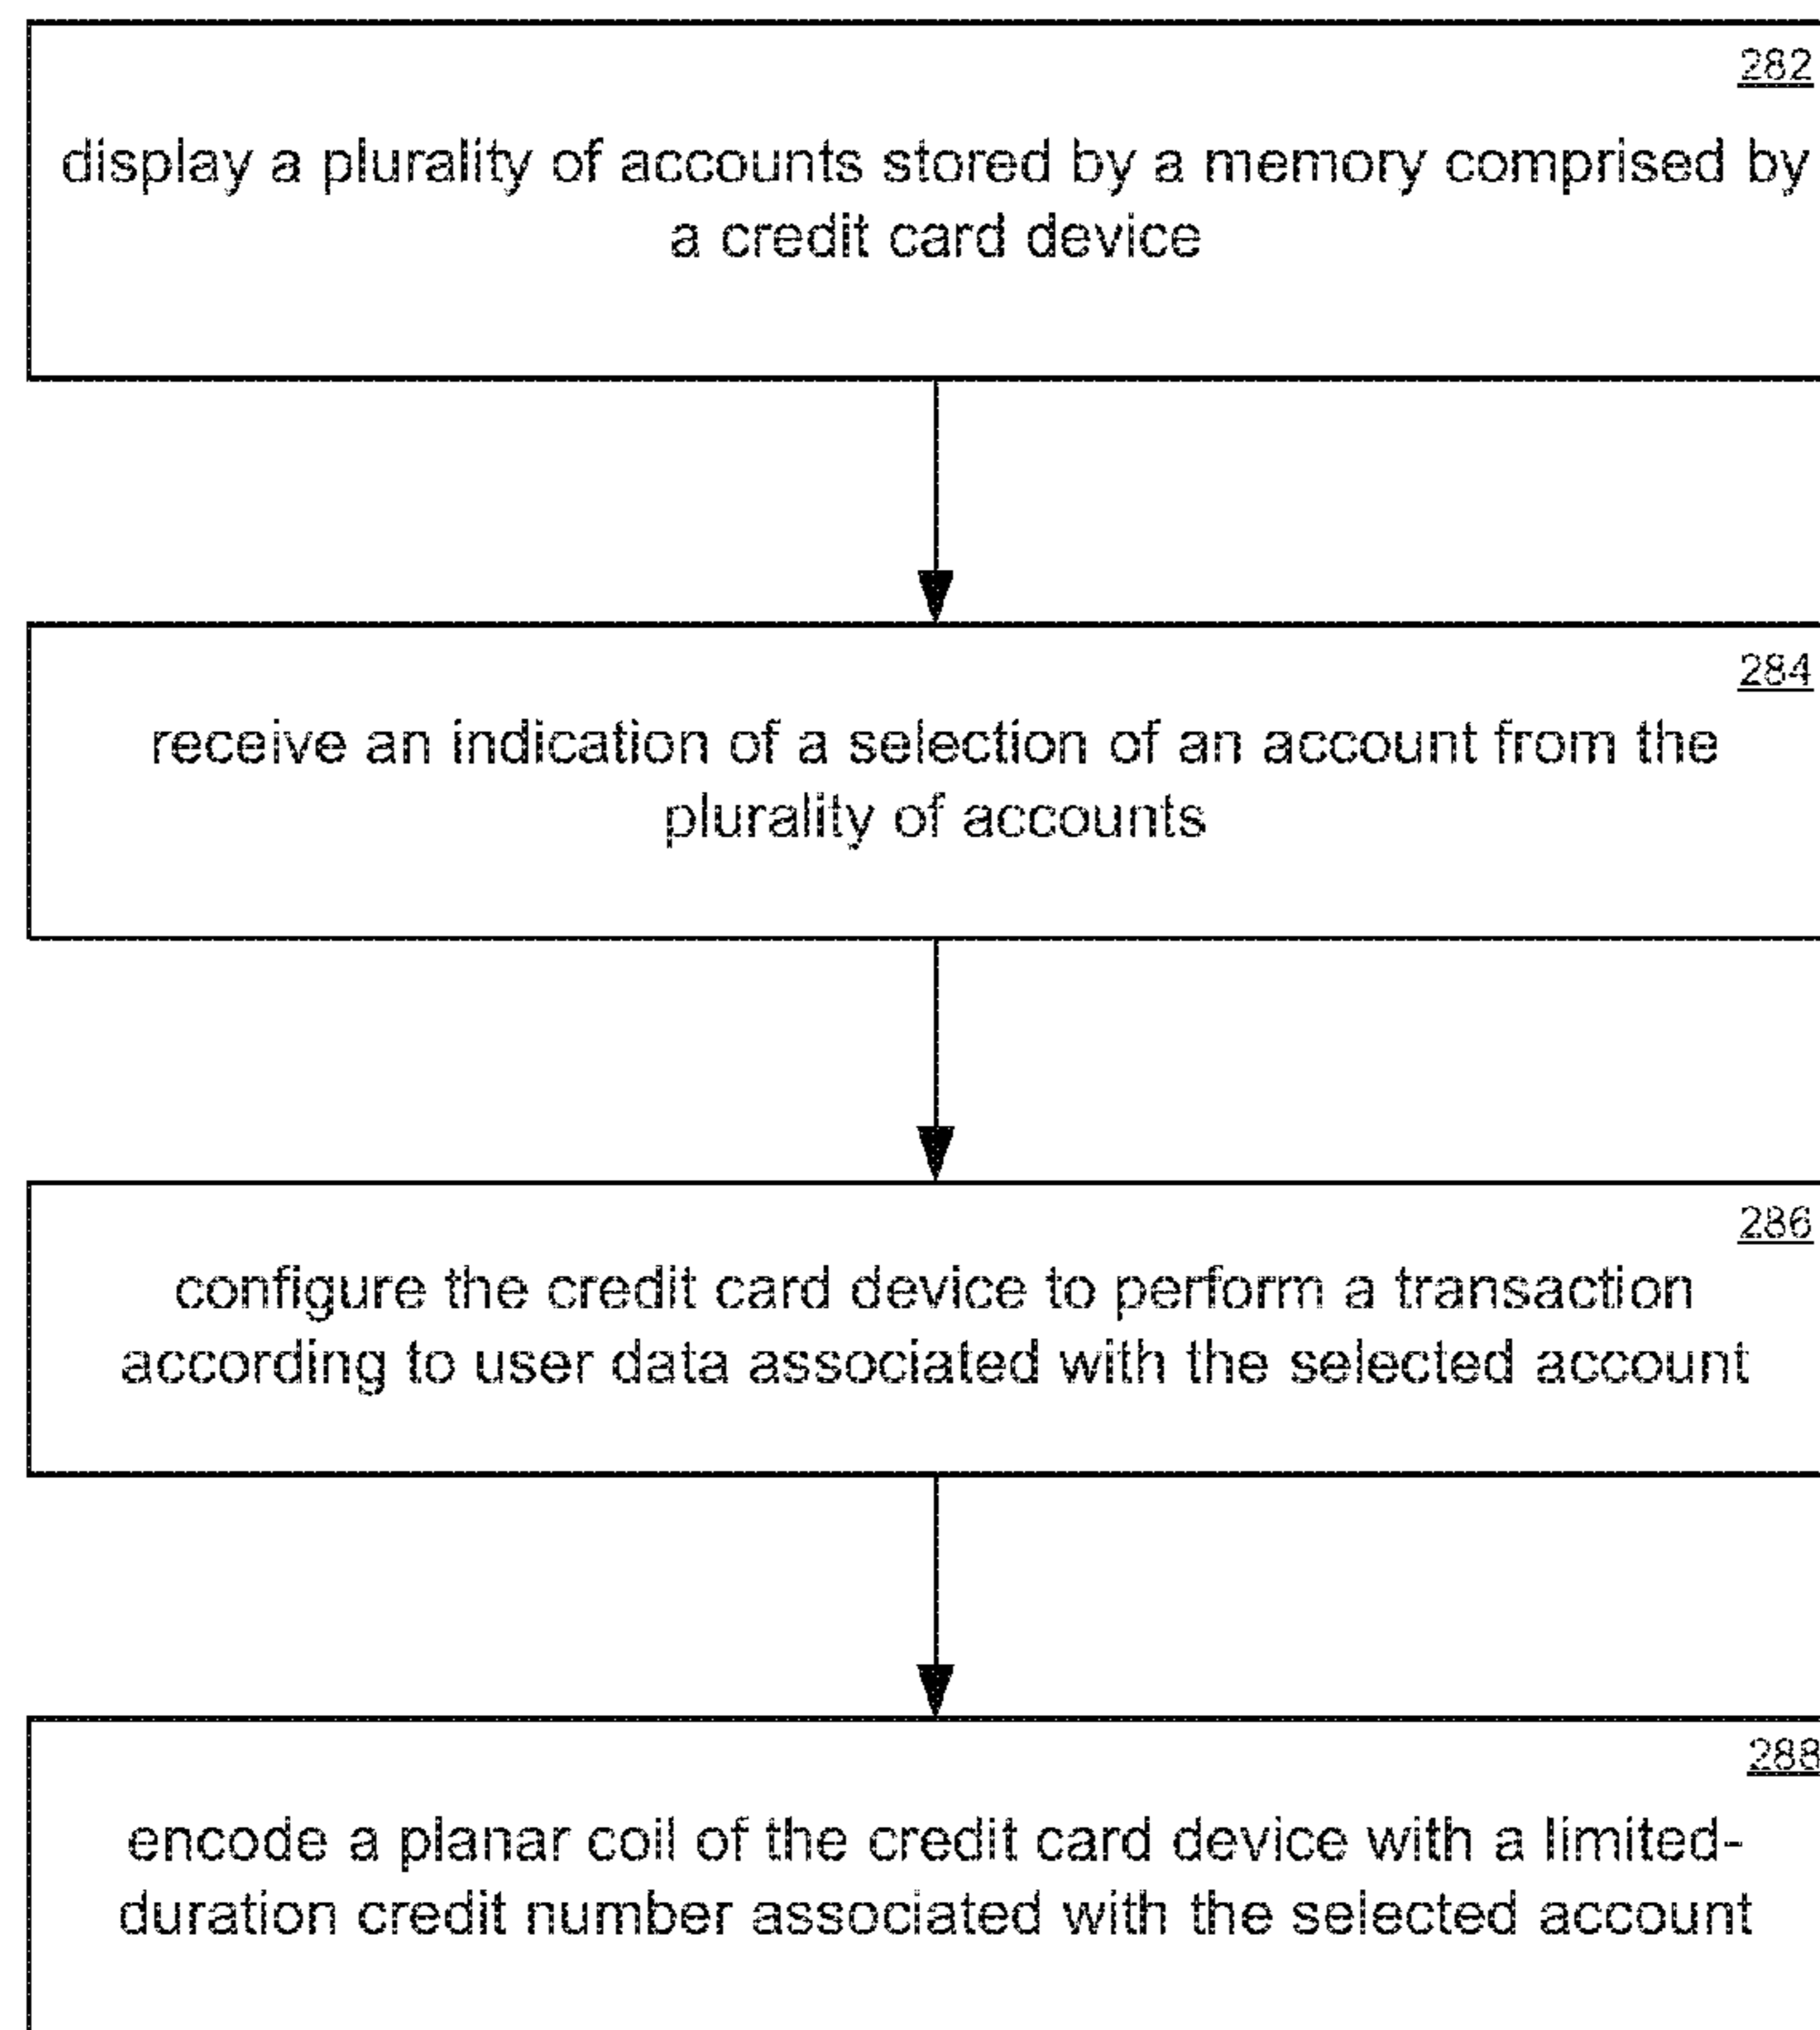 282
display a plurality of accounts stored by a memory comprised by
a credit card device
284
receive an indication of a selection of an account from the
plurality of accounts
286
configure the credit card device to perform a transaction
according to user data associated with the selected account
288
encode a planar coil of the credit card device with a limited-
duration credit number associated with the selected account